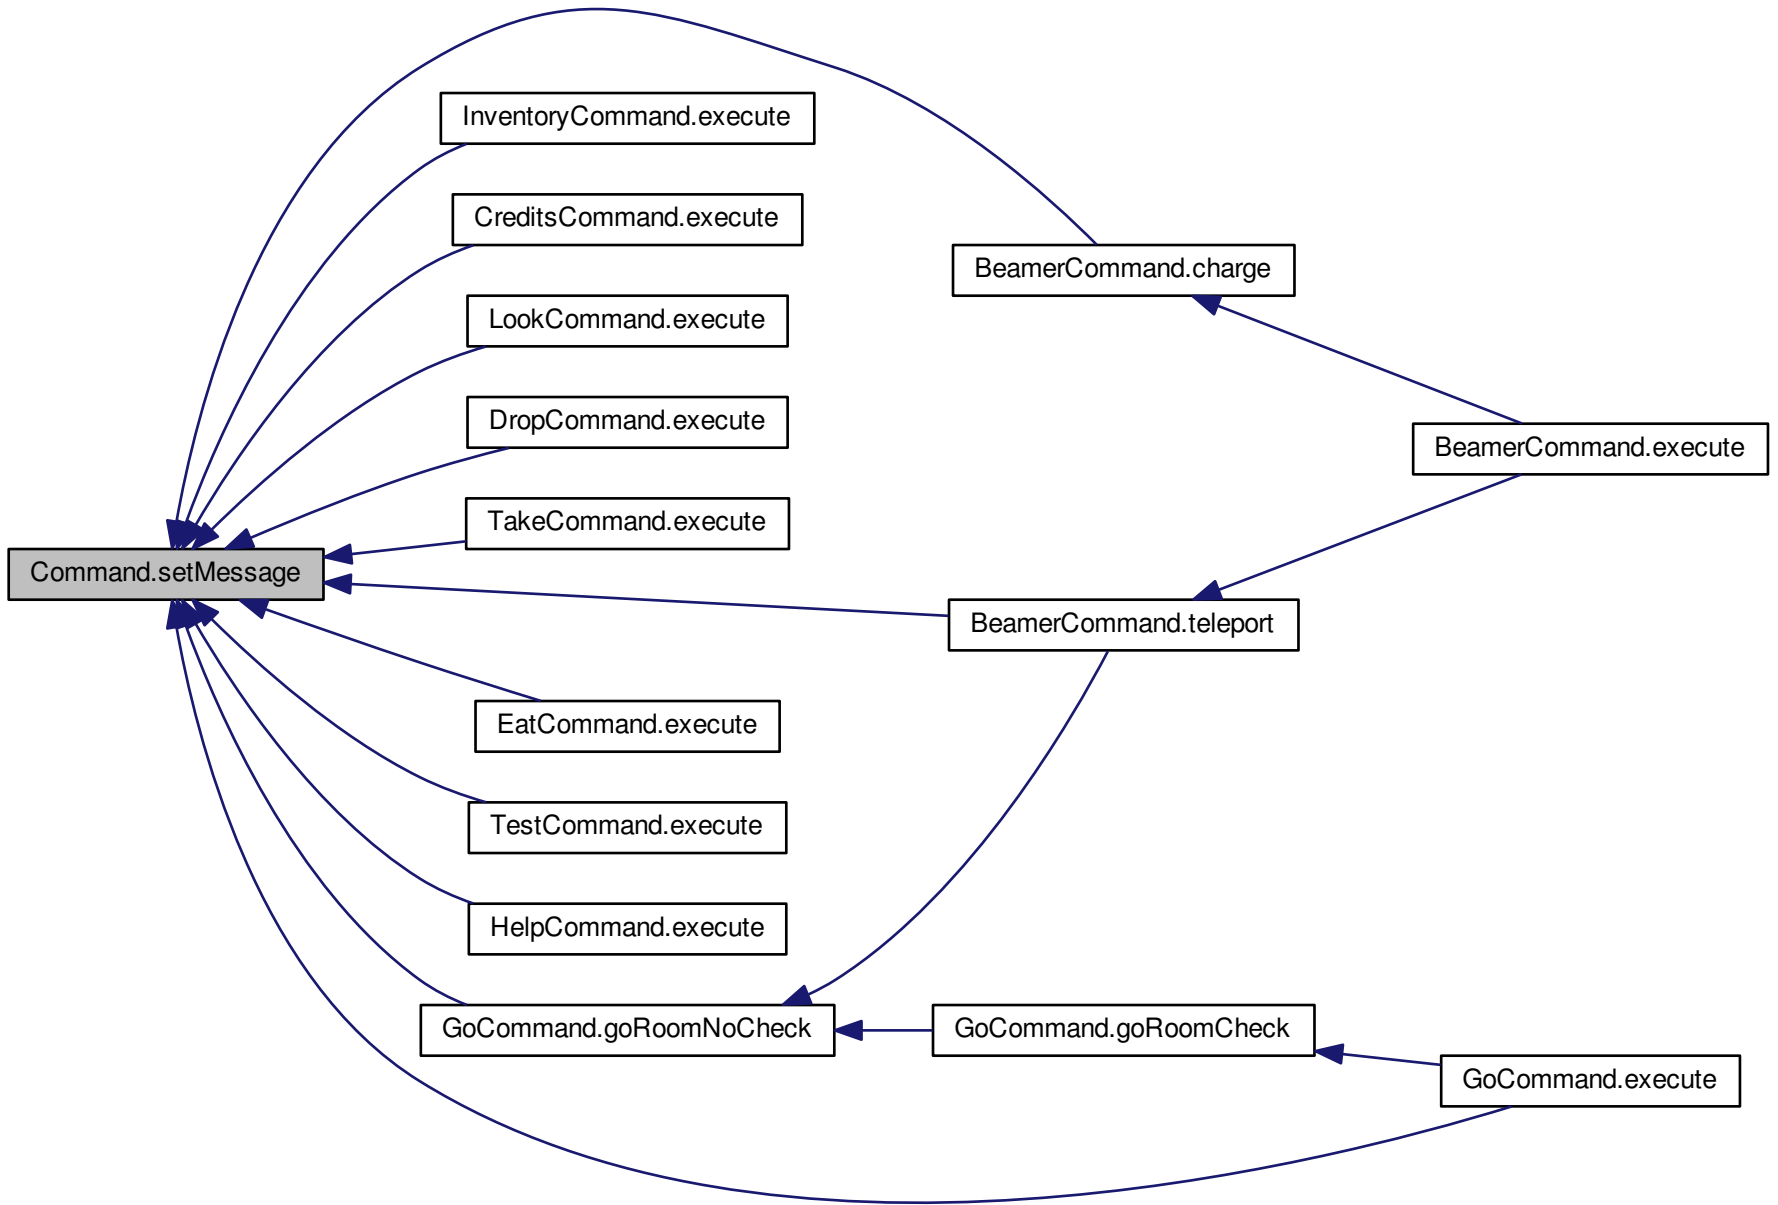 InventoryCommand.execute
CreditsCommand.execute
BeamerCommand.charge
LookCommand.execute
DropCommand.execute
BeamerCommand.execute
TakeCommand.execute
Command.setMessage
BeamerCommand.teleport
EatCommand.execute
TestCommand.execute
HelpCommand.execute
GoCommand.goRoomNoCheck
GoCommand.goRoomCheck
GoCommand.execute